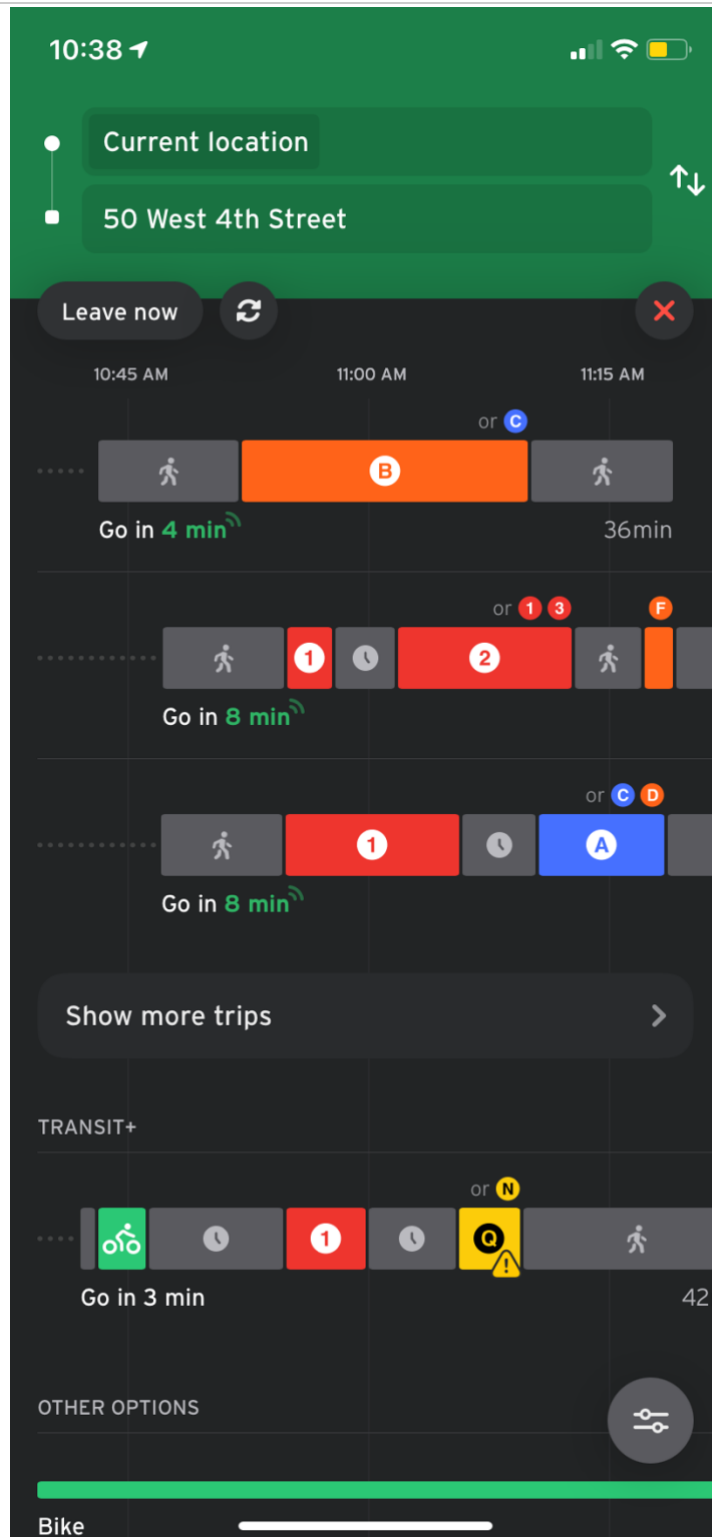 10:38
Current location
50 West 4th Street
Leave now
10:45 AM 11:00 AM 11:15 AM
or C
B
Go in 4 min 36min
or 1 3 F
1 2
Go in 8 min
or C D
1 A
Go in 8 min
Show more trips
TRANSIT+
or N
1 Q
Go in 3 min 42
OTHER OPTIONS
Bike